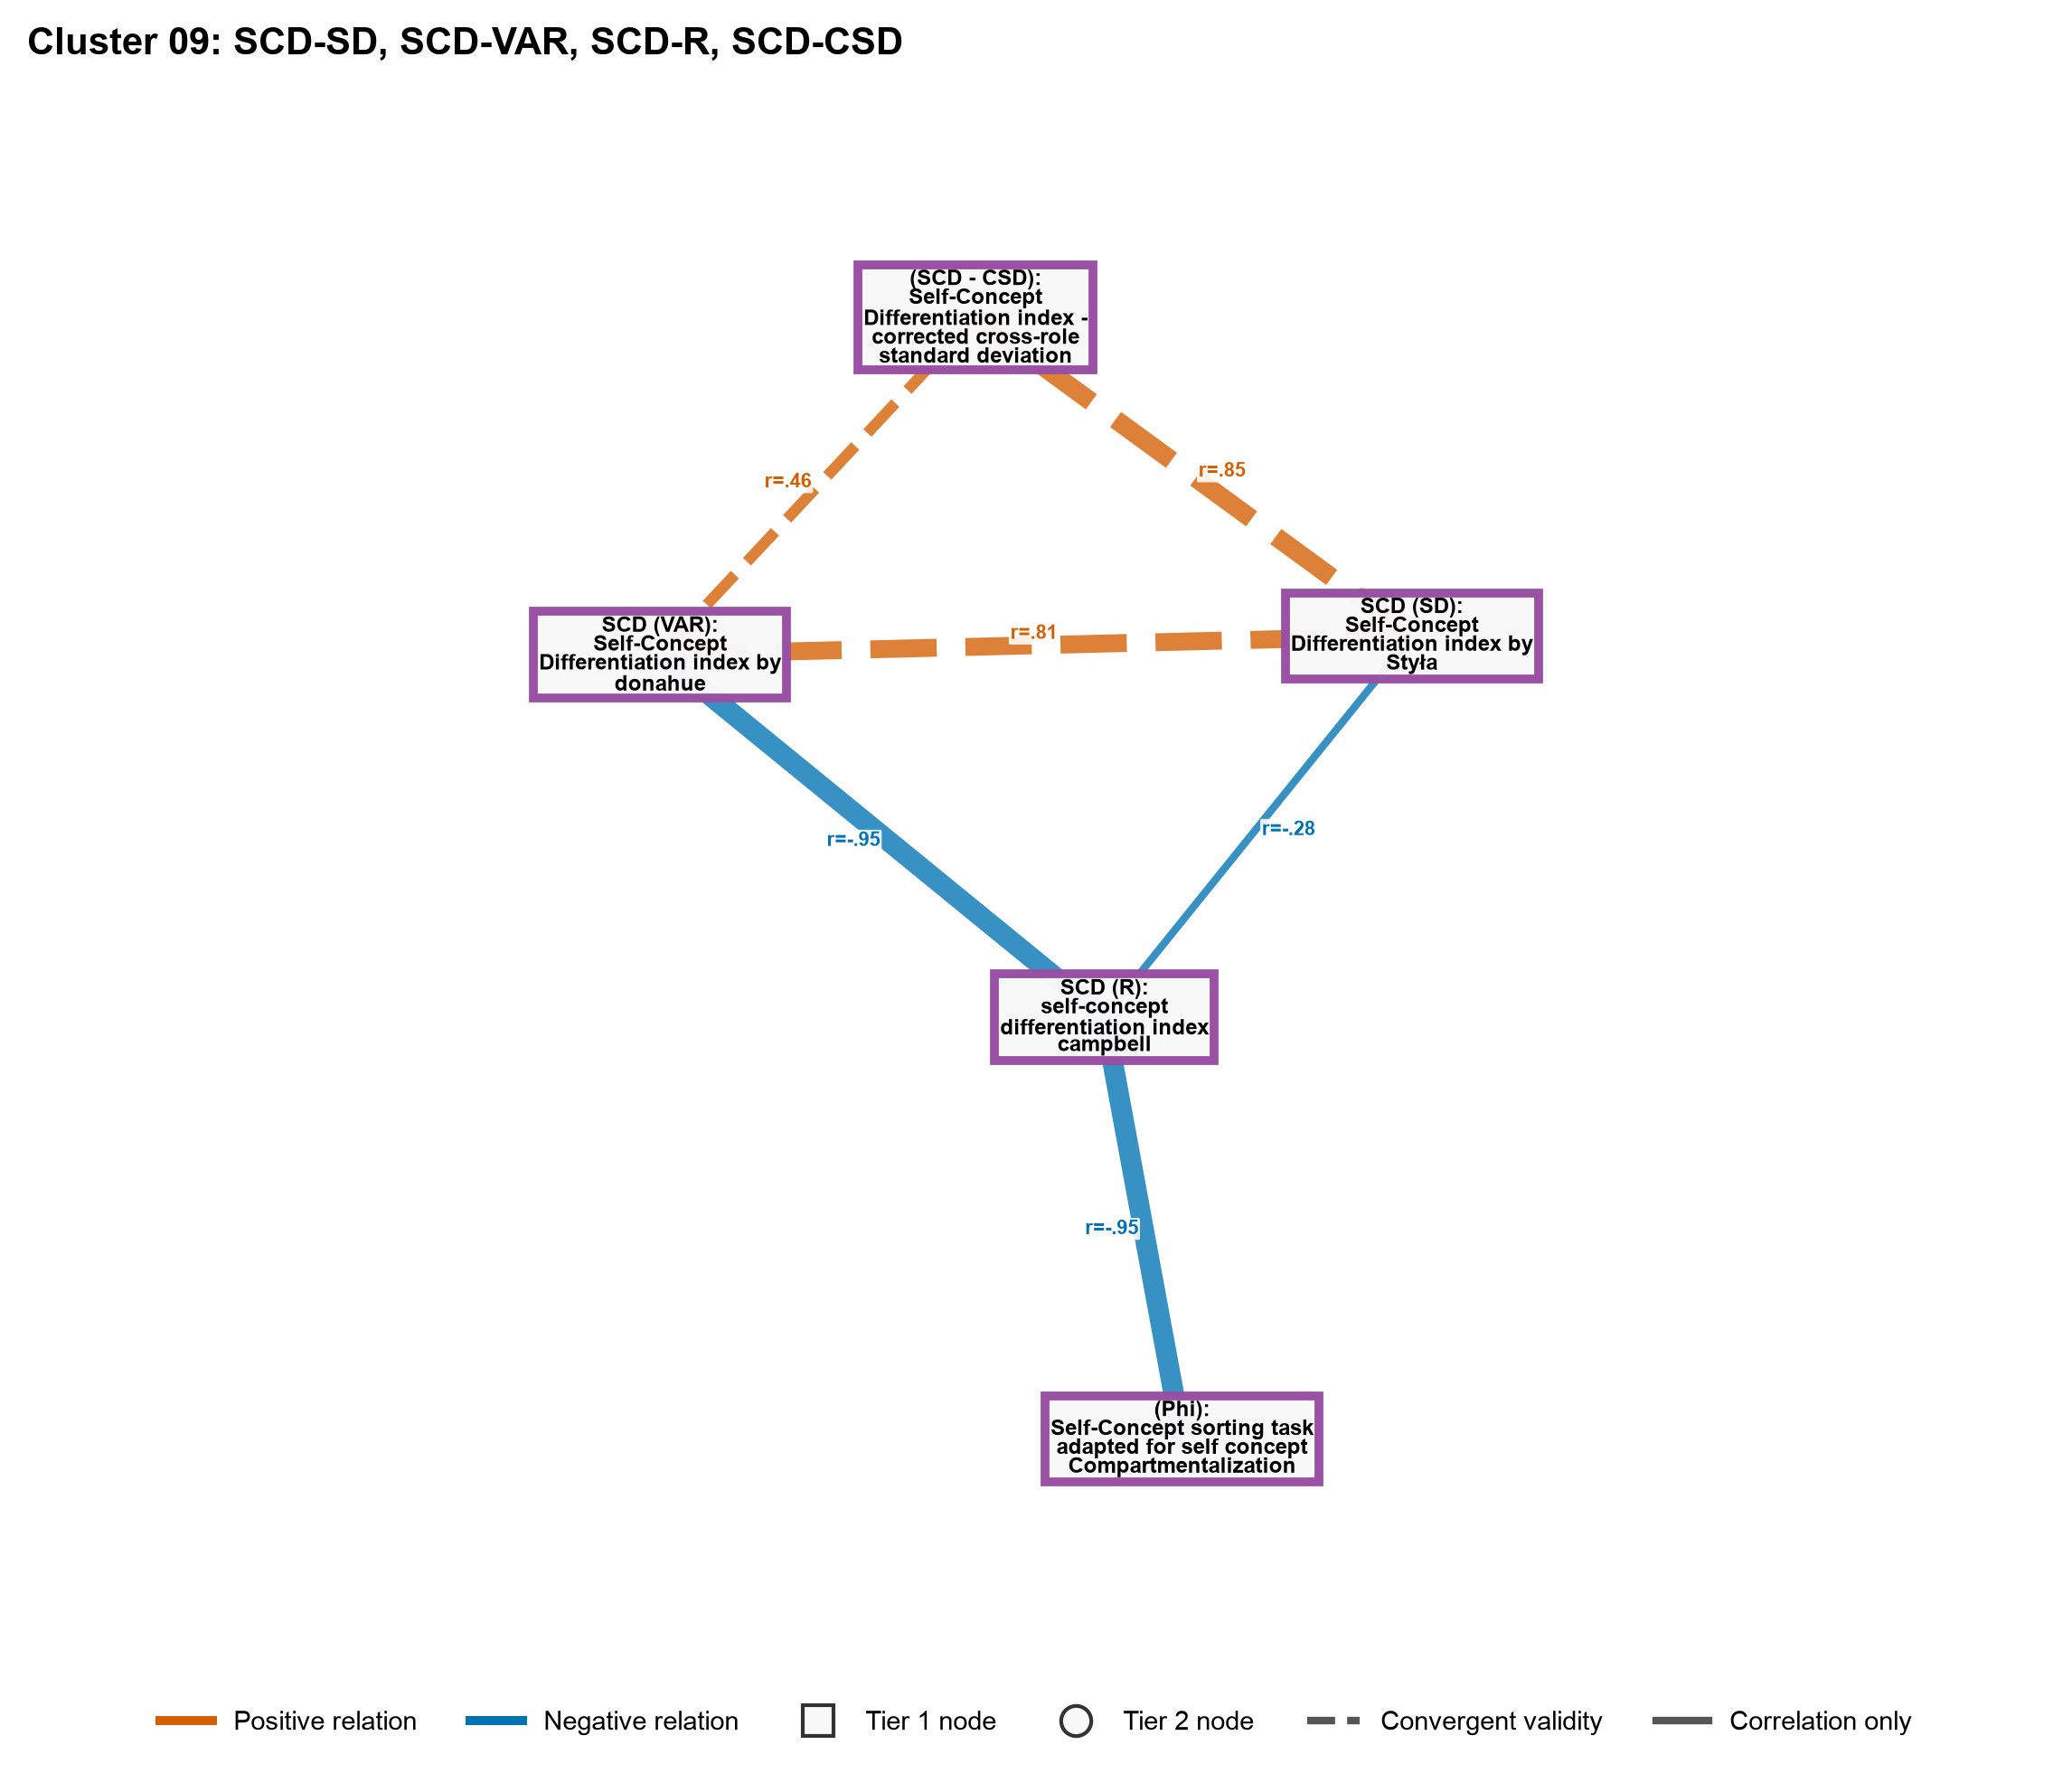 Cluster 09: SCD-SD, SCD-VAR, SCD-R, SCD-CSD
(SCD - CSD):
Self-Concept
Differentiation index -
corrected cross-role
standard deviation
r=.46
r=.85
SCD (VAR):
Self-Concept
Differentiation index by
donahue
r=.81
SCD (SD):
Self-Concept
Differentiation index by
Styła
r=-.95
r=-.28
SCD (R):
self-concept
differentiation index
campbell
r=-.95
(Phi):
Self-Concept sorting task
adapted for self concept
Compartmentalization
Positive relation
Negative relation
Tier 1 node
Tier 2 node
Convergent validity
Correlation only